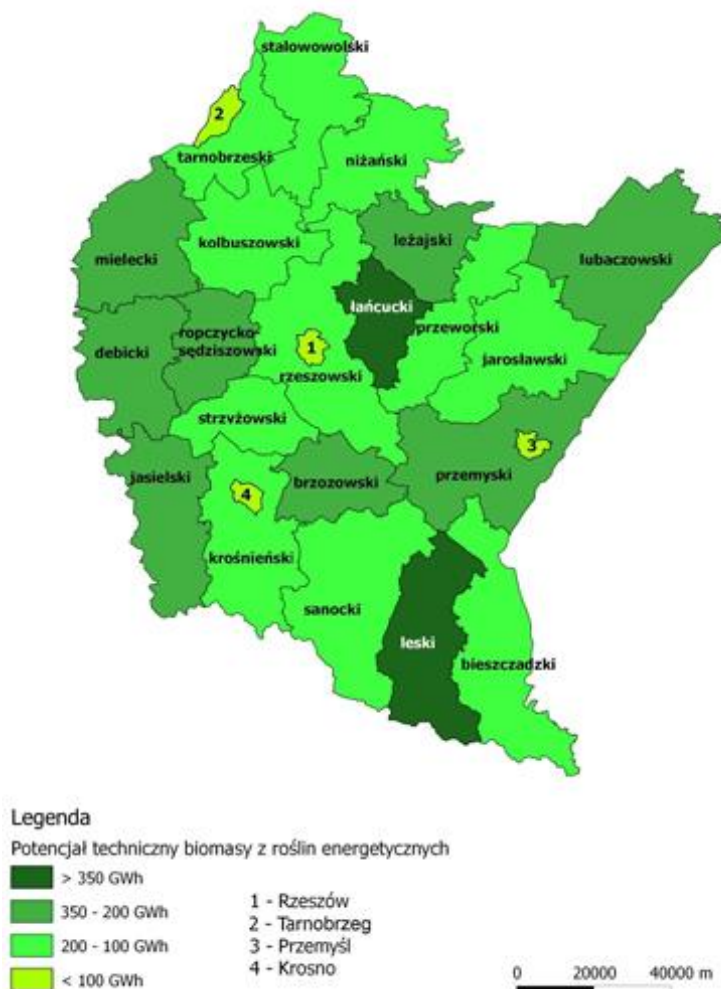 stalowowolski
2
tarnobrzeski
niżański
kolbuszowski
leżajski
mielecki
lubaczowski
łańcucki
ropczycko-
sędziszowski
debicki
przeworski
1
jarosławski
rzeszowski
strzyżowski
3
jasielski
brzozowski
przemyski
4
krośnieński
sanocki
leski
bieszczadzki
Legenda
Potencjał techniczny biomasy z roślin energetycznych
> 350 GWh
350 - 200 GWh
200 - 100 GWh
< 100 GWh
1 - Rzeszów
2 - Tarnobrzeg
3 - Przemyśl
4 - Krosno
0 20000 40000 m